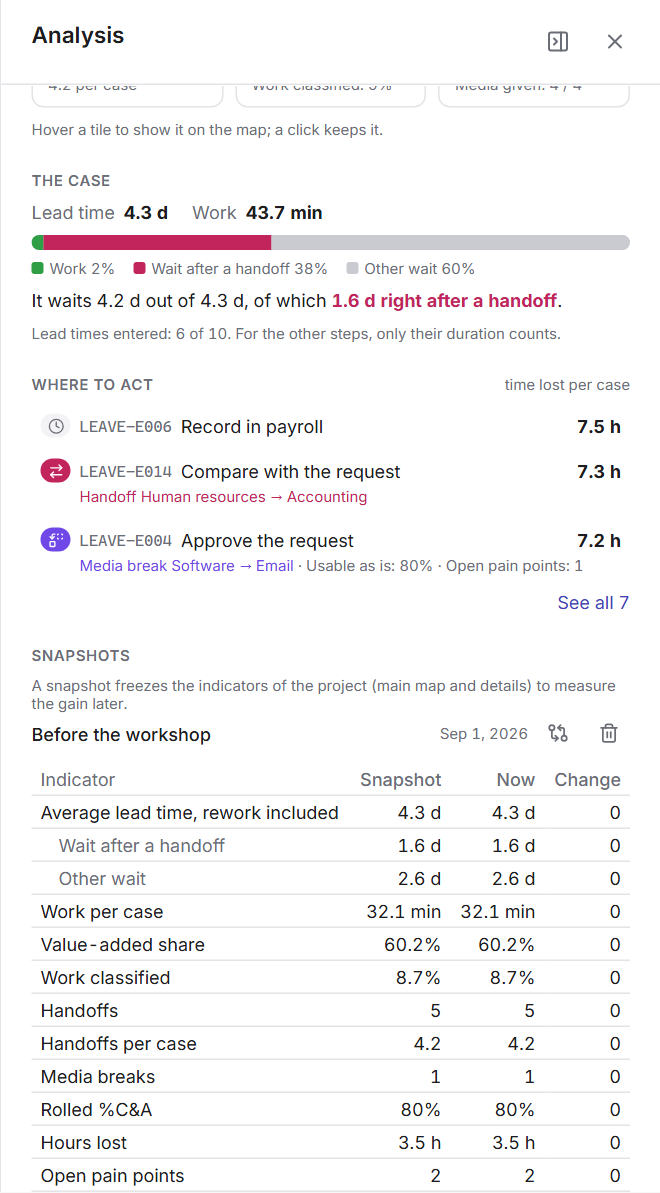 Analysis
4.2 per case
Work classified: 9%
Media given: 4 / 4
Hover a tile to show it on the map; a click keeps it.
THE CASE
Lead time 4.3 d Work 43.7 min
Work 2% Wait after a handoff 38% Other wait 60%
It waits 4.2 d out of 4.3 d, of which 1.6 d right after a handoff.
Lead times entered: 6 of 10. For the other steps, only their duration counts.
WHERE TO ACT time lost per case
LEAVE-E006 Record in payroll 7.5 h
LEAVE-E014 Compare with the request 7.3 h
Handoff Human resources → Accounting
LEAVE-E004 Approve the request 7.2 h
Media break Software → Email · Usable as is: 80% · Open pain points: 1
See all 7
SNAPSHOTS
A snapshot freezes the indicators of the project (main map and details) to measure
the gain later.
Before the workshop Sep 1, 2026
Indicator Snapshot Now Change
Average lead time, rework included 4.3 d 4.3 d 0
Wait after a handoff 1.6 d 1.6 d 0
Other wait 2.6 d 2.6 d 0
Work per case 32.1 min 32.1 min 0
Value-added share 60.2% 60.2% 0
Work classified 8.7% 8.7% 0
Handoffs 5 5 0
Handoffs per case 4.2 4.2 0
Media breaks 1 1 0
Rolled %C&A 80% 80% 0
Hours lost 3.5 h 3.5 h 0
Open pain points 2 2 0